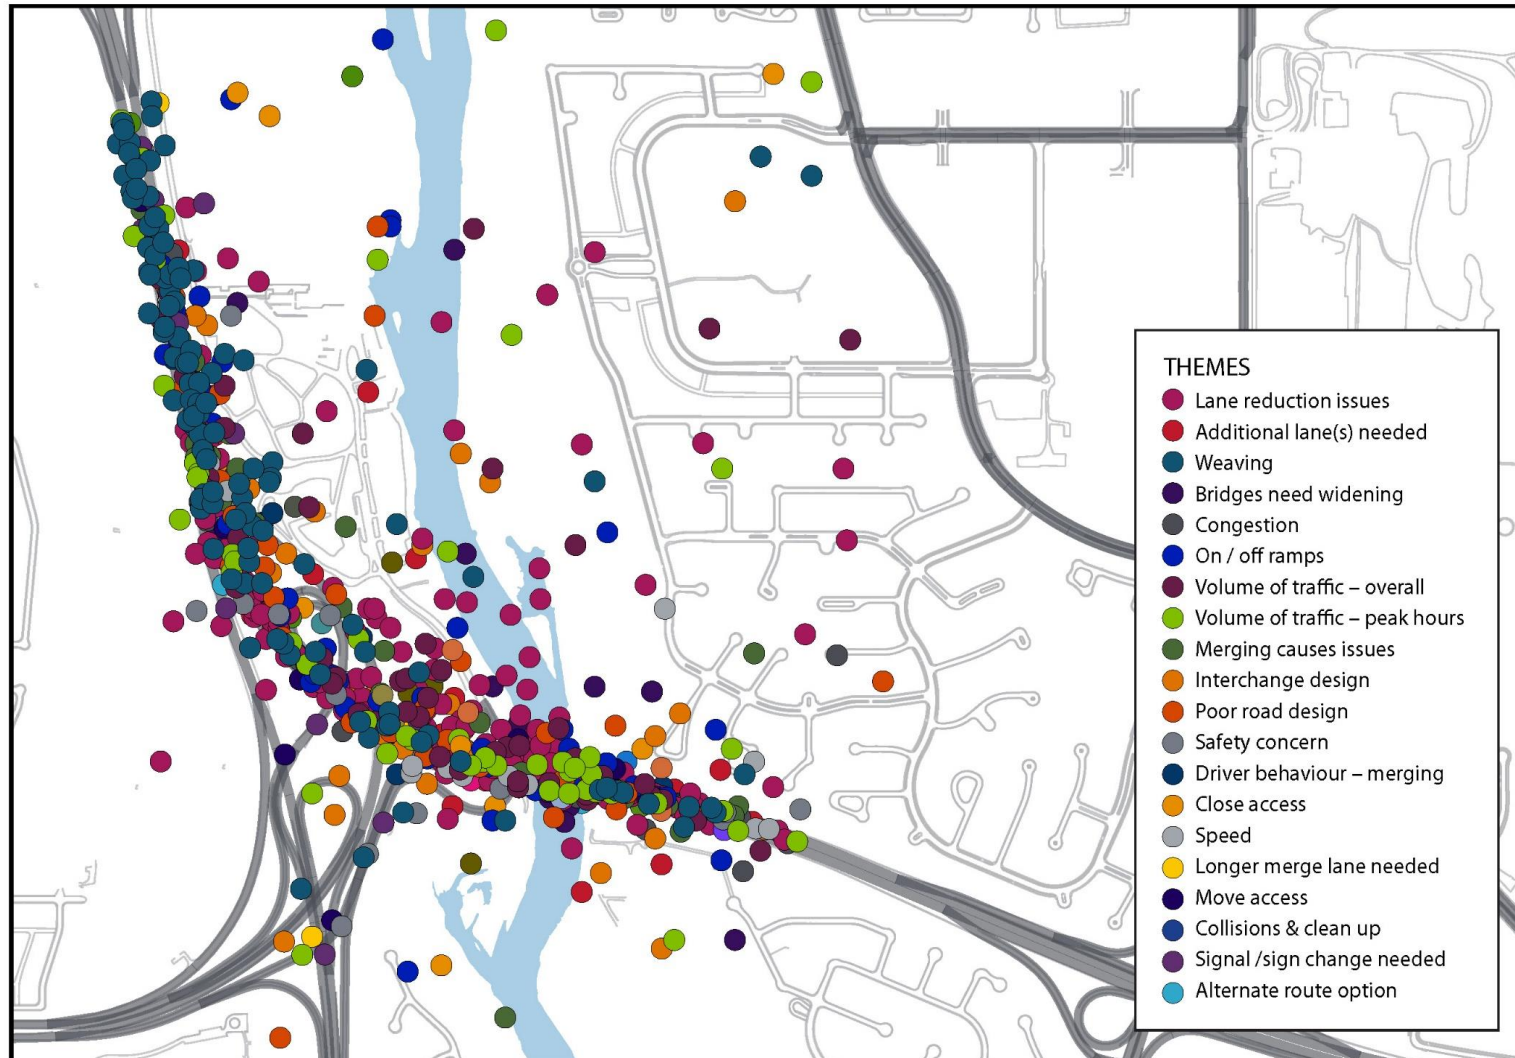 THEMES
Lane reduction issues
Additional lane(s) needed
Weaving
Bridges need widening
Congestion
On / off ramps
Volume of traffic – overall
Volume of traffic – peak hours
Merging causes issues
Interchange design
Poor road design
Safety concern
Driver behaviour – merging
Close access
Speed
Longer merge lane needed
Move access
Collisions & clean up
Signal /sign change needed
Alternate route option